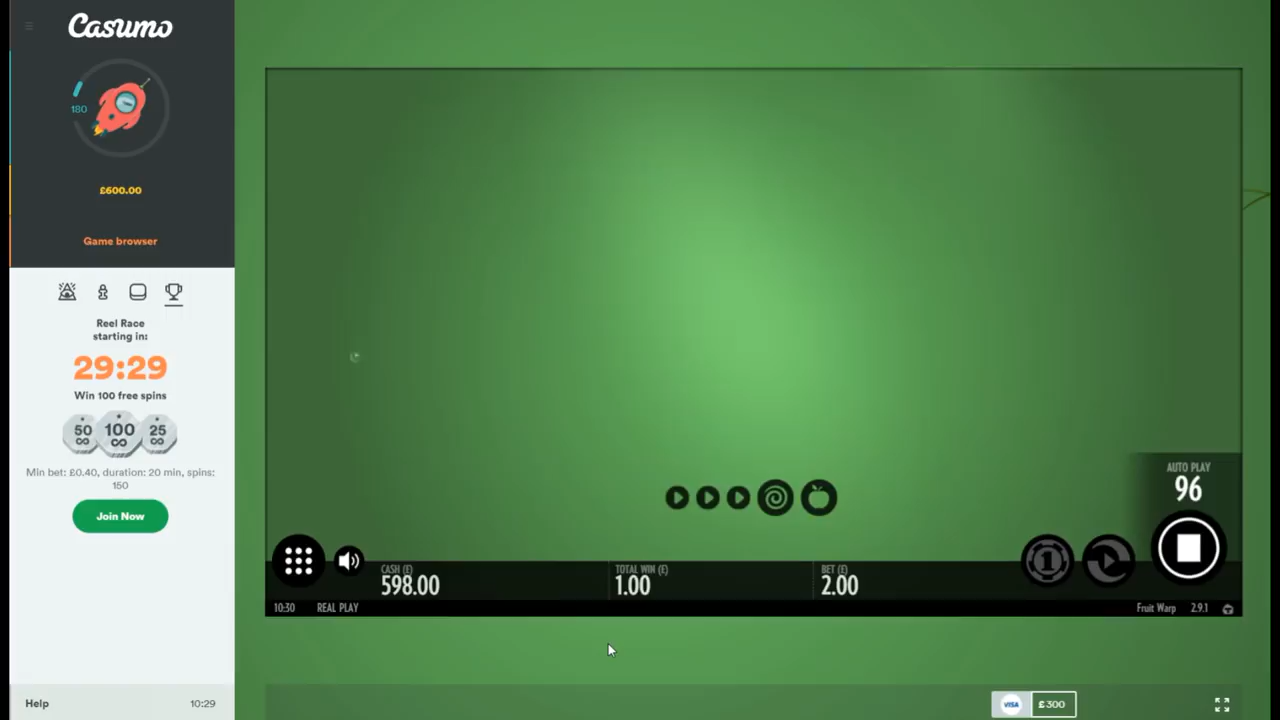 Casumo
180
£600.00
Game browser
Reel Race
starting in:
29:29
Win 100 free spins
50 100 25
Min bet: £0.40, duration: 20 min, spins:
150
Join Now
Help 10:29
AUTO PLAY
96
1
CASH (£) TOTAL WIN (£) BET (£)
598.00 1.00 2.00
10:30 REAL PLAY Fruit Warp 2.9.1
VISA £300